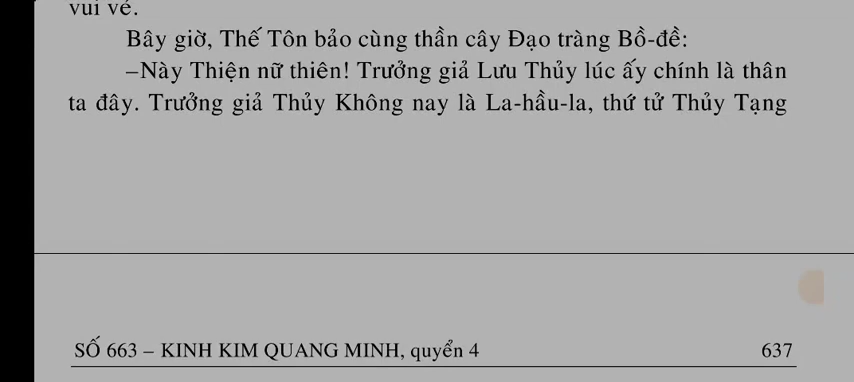 vui vẻ.
Bây giờ, Thế Tôn bảo cùng thần cây Đạo tràng Bồ-đề:
–Này Thiện nữ thiên! Trưởng giả Lưu Thủy lúc ấy chính là thân
ta đây. Trưởng giả Thủy Không nay là La-hầu-la, thứ tử Thủy Tạng
SỐ 663 – KINH KIM QUANG MINH, quyển 4 637